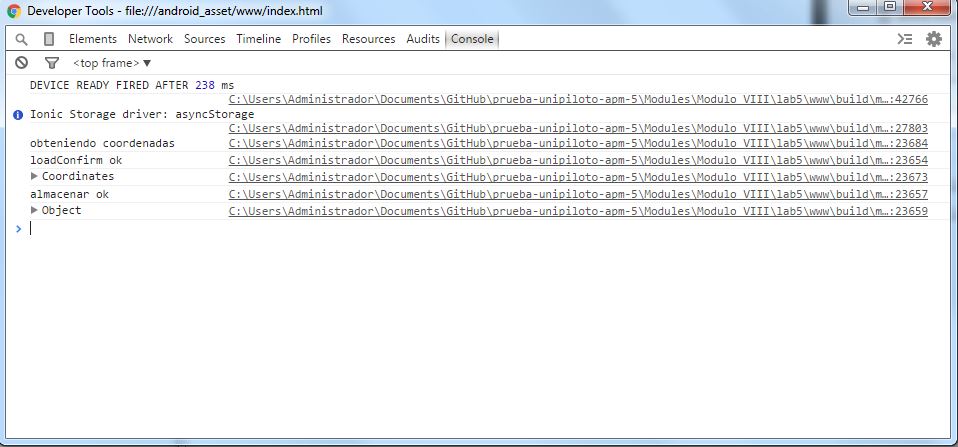 Developer Tools - file:///android_asset/www/index.html
Elements Network Sources Timeline Profiles Resources Audits Console
<top frame> ▼
DEVICE READY FIRED AFTER 238 ms
C:\Users\Administrador\Documents\GitHub\prueba-unipiloto-apm-5\Modules\Modulo VIII\lab5\www\build\m…:42766
Ionic Storage driver: asyncStorage
C:\Users\Administrador\Documents\GitHub\prueba-unipiloto-apm-5\Modules\Modulo VIII\lab5\www\build\m…:27803
obteniendo coordenadas C:\Users\Administrador\Documents\GitHub\prueba-unipiloto-apm-5\Modules\Modulo VIII\lab5\www\build\m…:23684
loadConfirm ok C:\Users\Administrador\Documents\GitHub\prueba-unipiloto-apm-5\Modules\Modulo VIII\lab5\www\build\m…:23654
▶ Coordinates C:\Users\Administrador\Documents\GitHub\prueba-unipiloto-apm-5\Modules\Modulo VIII\lab5\www\build\m…:23673
almacenar ok C:\Users\Administrador\Documents\GitHub\prueba-unipiloto-apm-5\Modules\Modulo VIII\lab5\www\build\m…:23657
▶ Object C:\Users\Administrador\Documents\GitHub\prueba-unipiloto-apm-5\Modules\Modulo VIII\lab5\www\build\m…:23659